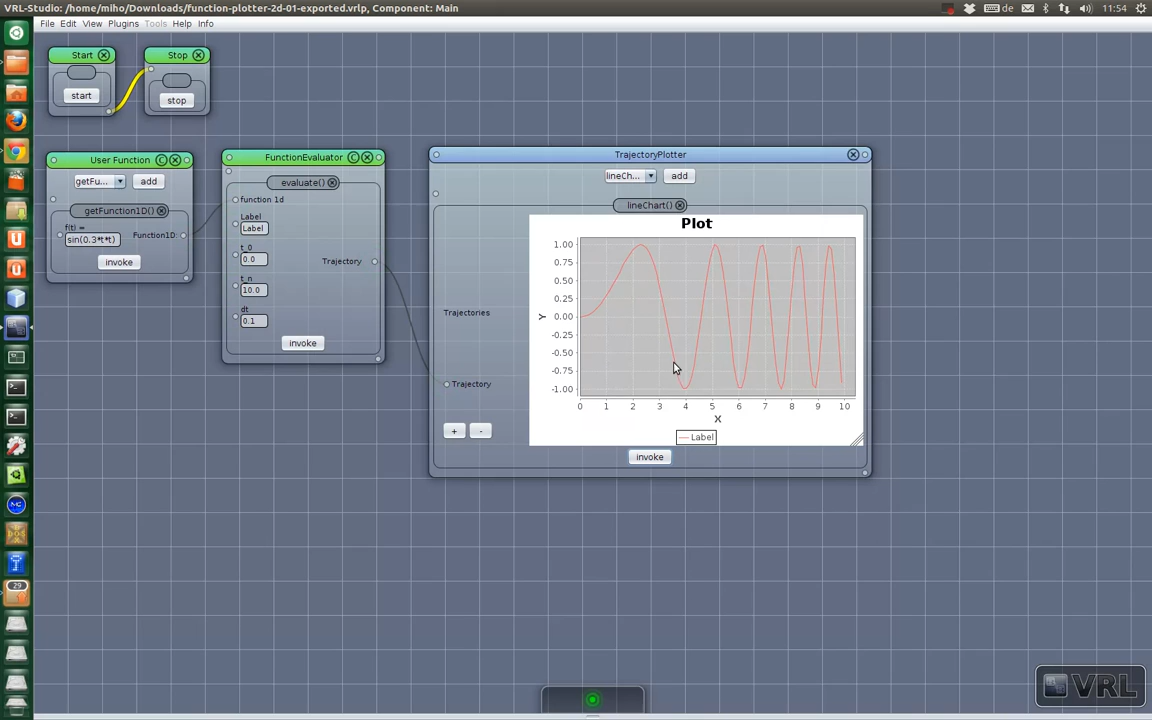 VRL-Studio: /home/miho/Downloads/function-plotter-2d-01-exported.vrlp, Component: Main
de
11:54
File Edit View Plugins Tools Help Info
Start
start
Stop
stop
User Function
getFu...
add
getFunction1D()
f(t) =
sin(0.3*t*t)
Function1D:
invoke
FunctionEvaluator
evaluate()
function 1d
Label
Label
t_0
0.0
Trajectory
t_n
10.0
dt
0.1
invoke
TrajectoryPlotter
lineCh...
add
lineChart()
Trajectories
Trajectory
+
-
Plot
1.00
0.75
0.50
0.25
0.00
-0.25
-0.50
-0.75
-1.00
Y
0 1 2 3 4 5 6 7 8 9 10
X
Label
invoke
29
VRL